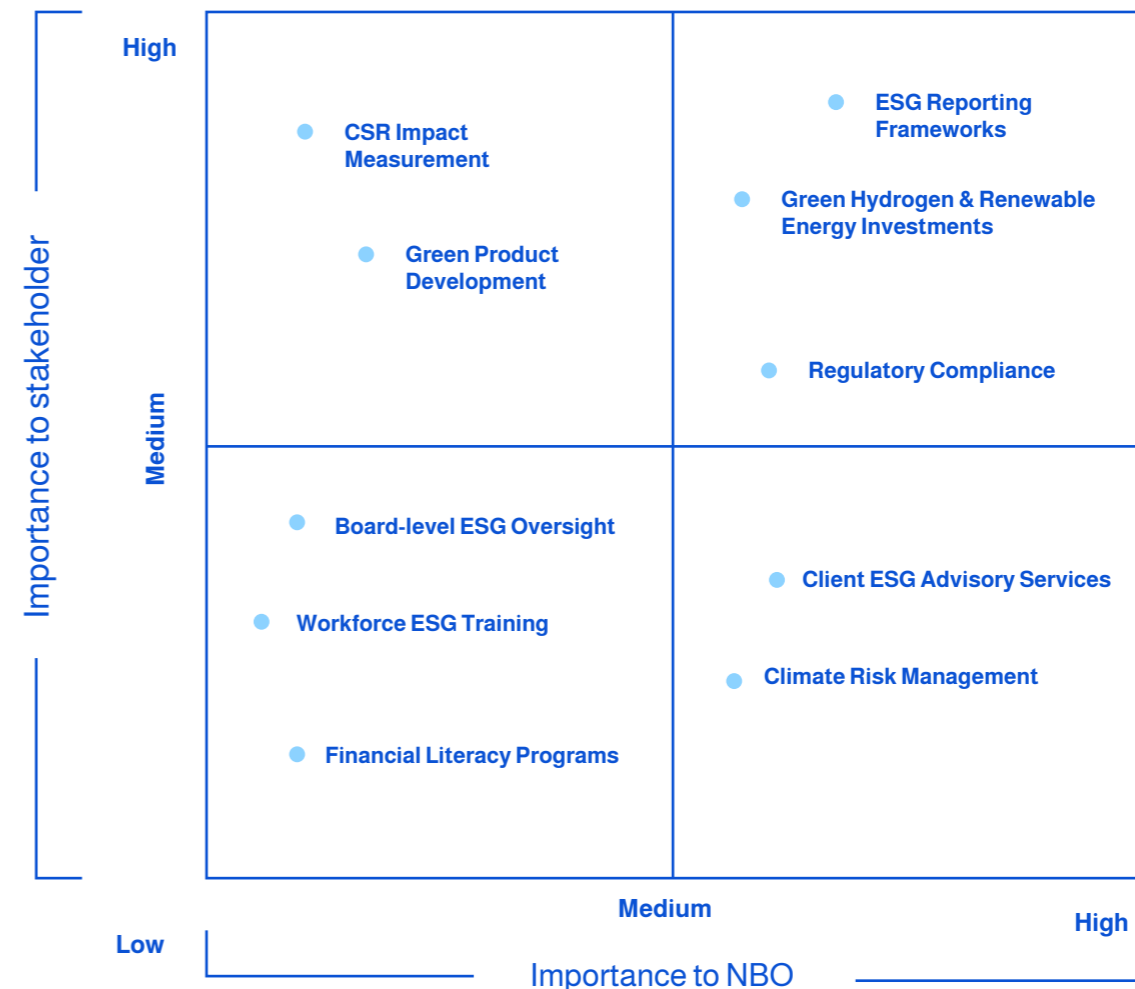 High
ESG Reporting
Frameworks
CSR Impact
Measurement
Green Hydrogen & Renewable
Energy Investments
Green Product
Development
Importance to stakeholder
Regulatory Compliance
Medium
Board-level ESG Oversight
Client ESG Advisory Services
Workforce ESG Training
Climate Risk Management
Financial Literacy Programs
Medium
High
Low
Importance to NBO